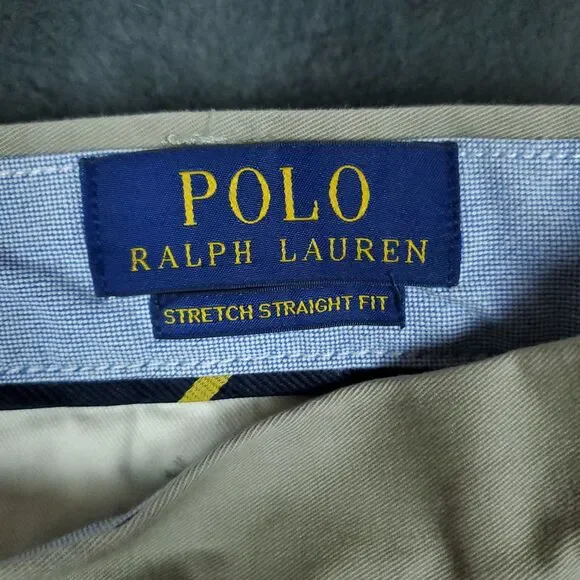 POLO
RALPH LAUREN
STRETCH STRAIGHT FIT